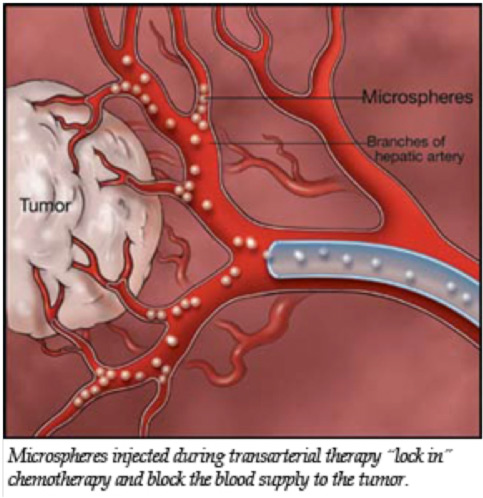 Microspheres
Branches of
hepatic artery
Tumor
Microspheres injected during transarterial therapy “lock in”
chemotherapy and block the blood supply to the tumor.